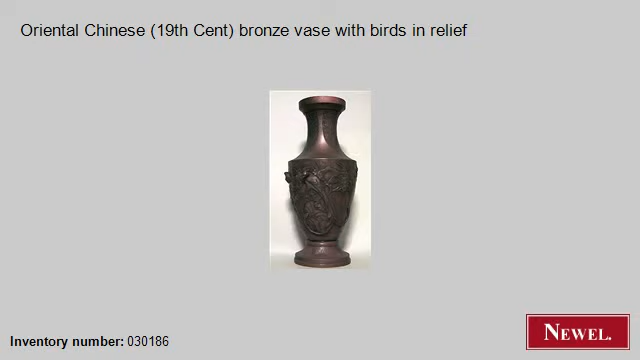 Oriental Chinese (19th Cent) bronze vase with birds in relief
Inventory number: 030186
NEWEL.